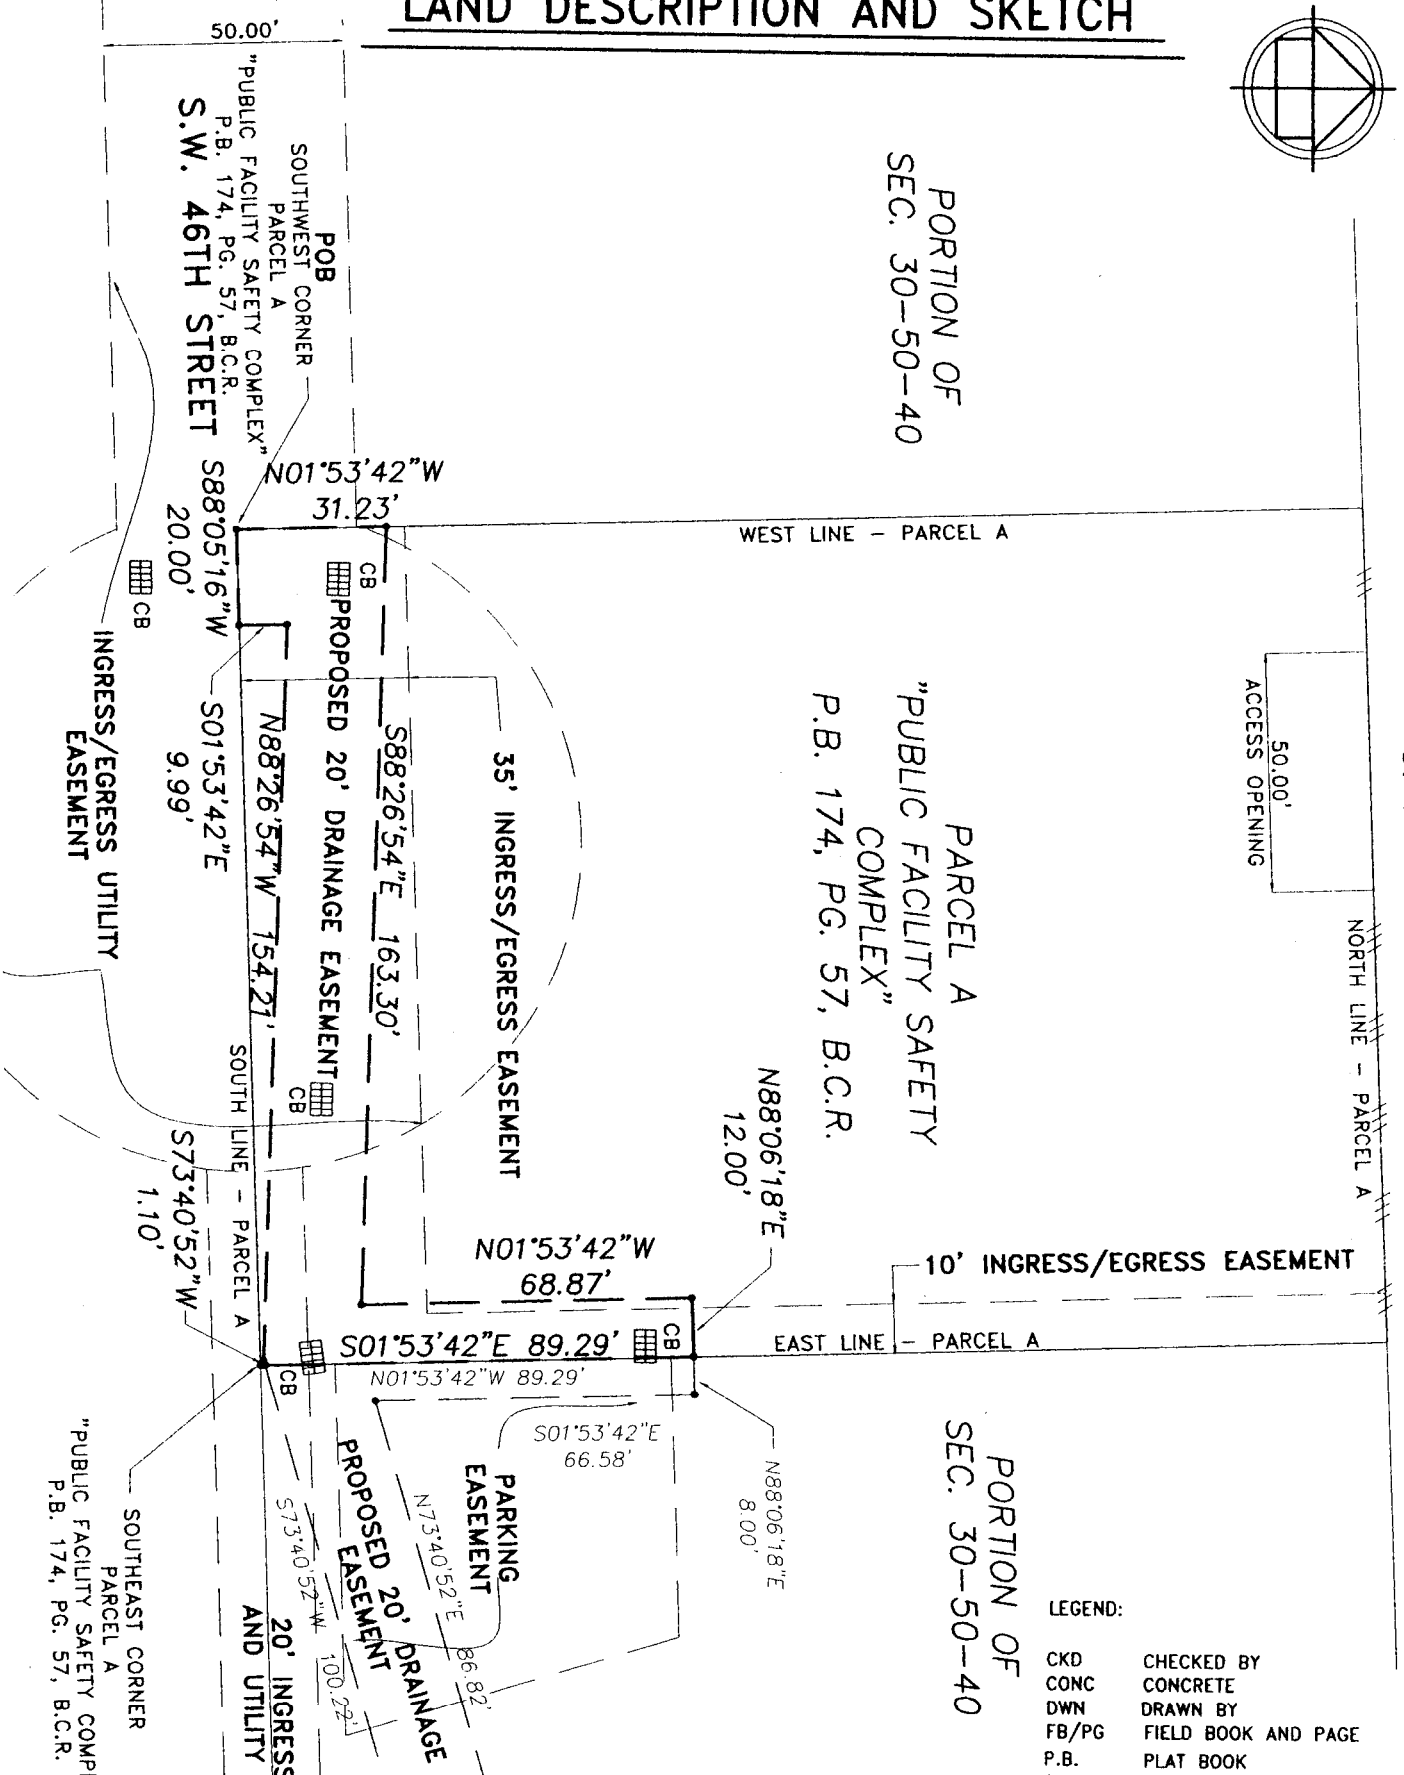 LAND DESCRIPTION AND SKETCH
50.00'
"PUBLIC FACILITY SAFETY COMPLEX"
P.B. 174, PG. 57, B.C.R.
S.W. 46TH STREET
POB
SOUTHWEST CORNER
PARCEL A
PORTION OF
SEC. 30-50-40
N01°53'42"W
31.23'
S88°05'16"W
20.00'
WEST LINE - PARCEL A
CB
CB
PROPOSED 20' DRAINAGE EASEMENT
INGRESS/EGRESS UTILITY
EASEMENT
S01°53'42"E
9.99'
N88°26'54"W 154.21'
S88°26'54"E 163.30'
35' INGRESS/EGRESS EASEMENT
PARCEL A
"PUBLIC FACILITY SAFETY
COMPLEX"
P.B. 174, PG. 57, B.C.R.
50.00'
ACCESS OPENING
NORTH LINE - PARCEL A
SOUTH LINE - PARCEL A
CB
S73°40'52"W
1.10'
N88°06'18"E
12.00'
N01°53'42"W
68.87'
10' INGRESS/EGRESS EASEMENT
S01°53'42"E 89.29'
CB
EAST LINE - PARCEL A
N01°53'42"W 89.29'
CB
S01°53'42"E
66.58'
N88°06'18"E
8.00'
PARKING
EASEMENT
N73°40'52"E 86.82'
PROPOSED 20' DRAINAGE
EASEMENT
S73°40'52"W 100.22'
20' INGRESS
AND UTILITY
SOUTHEAST CORNER
PARCEL A
"PUBLIC FACILITY SAFETY COMPL
P.B. 174, PG. 57, B.C.R.
PORTION OF
SEC. 30-50-40
LEGEND:
CKD CHECKED BY
CONC CONCRETE
DWN DRAWN BY
FB/PG FIELD BOOK AND PAGE
P.B. PLAT BOOK